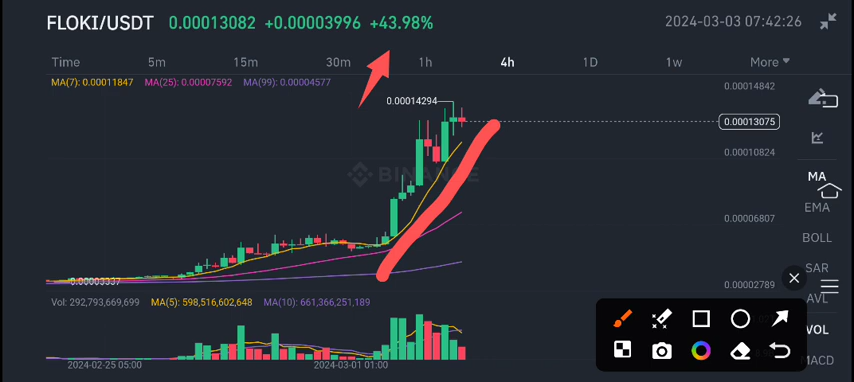 FLOKI/USDT 0.00013082 +0.00003996 +43.98% 2024-03-03 07:42:26
Time 5m 15m 30m 1h 4h 1D 1w More
MA(7): 0.00011847 MA(25): 0.00007592 MA(99): 0.00004577
0.00014842
0.00014294
0.00013075
0.00010824
BINANCE
MA
EMA
0.00006807
BOLL
SAR
0.00003337
0.00002789
AVL
Vol: 292,793,669,699 MA(5): 598,516,602,648 MA(10): 661,366,251,189
VOL
MACD
2024-02-25 05:00 2024-03-01 01:00